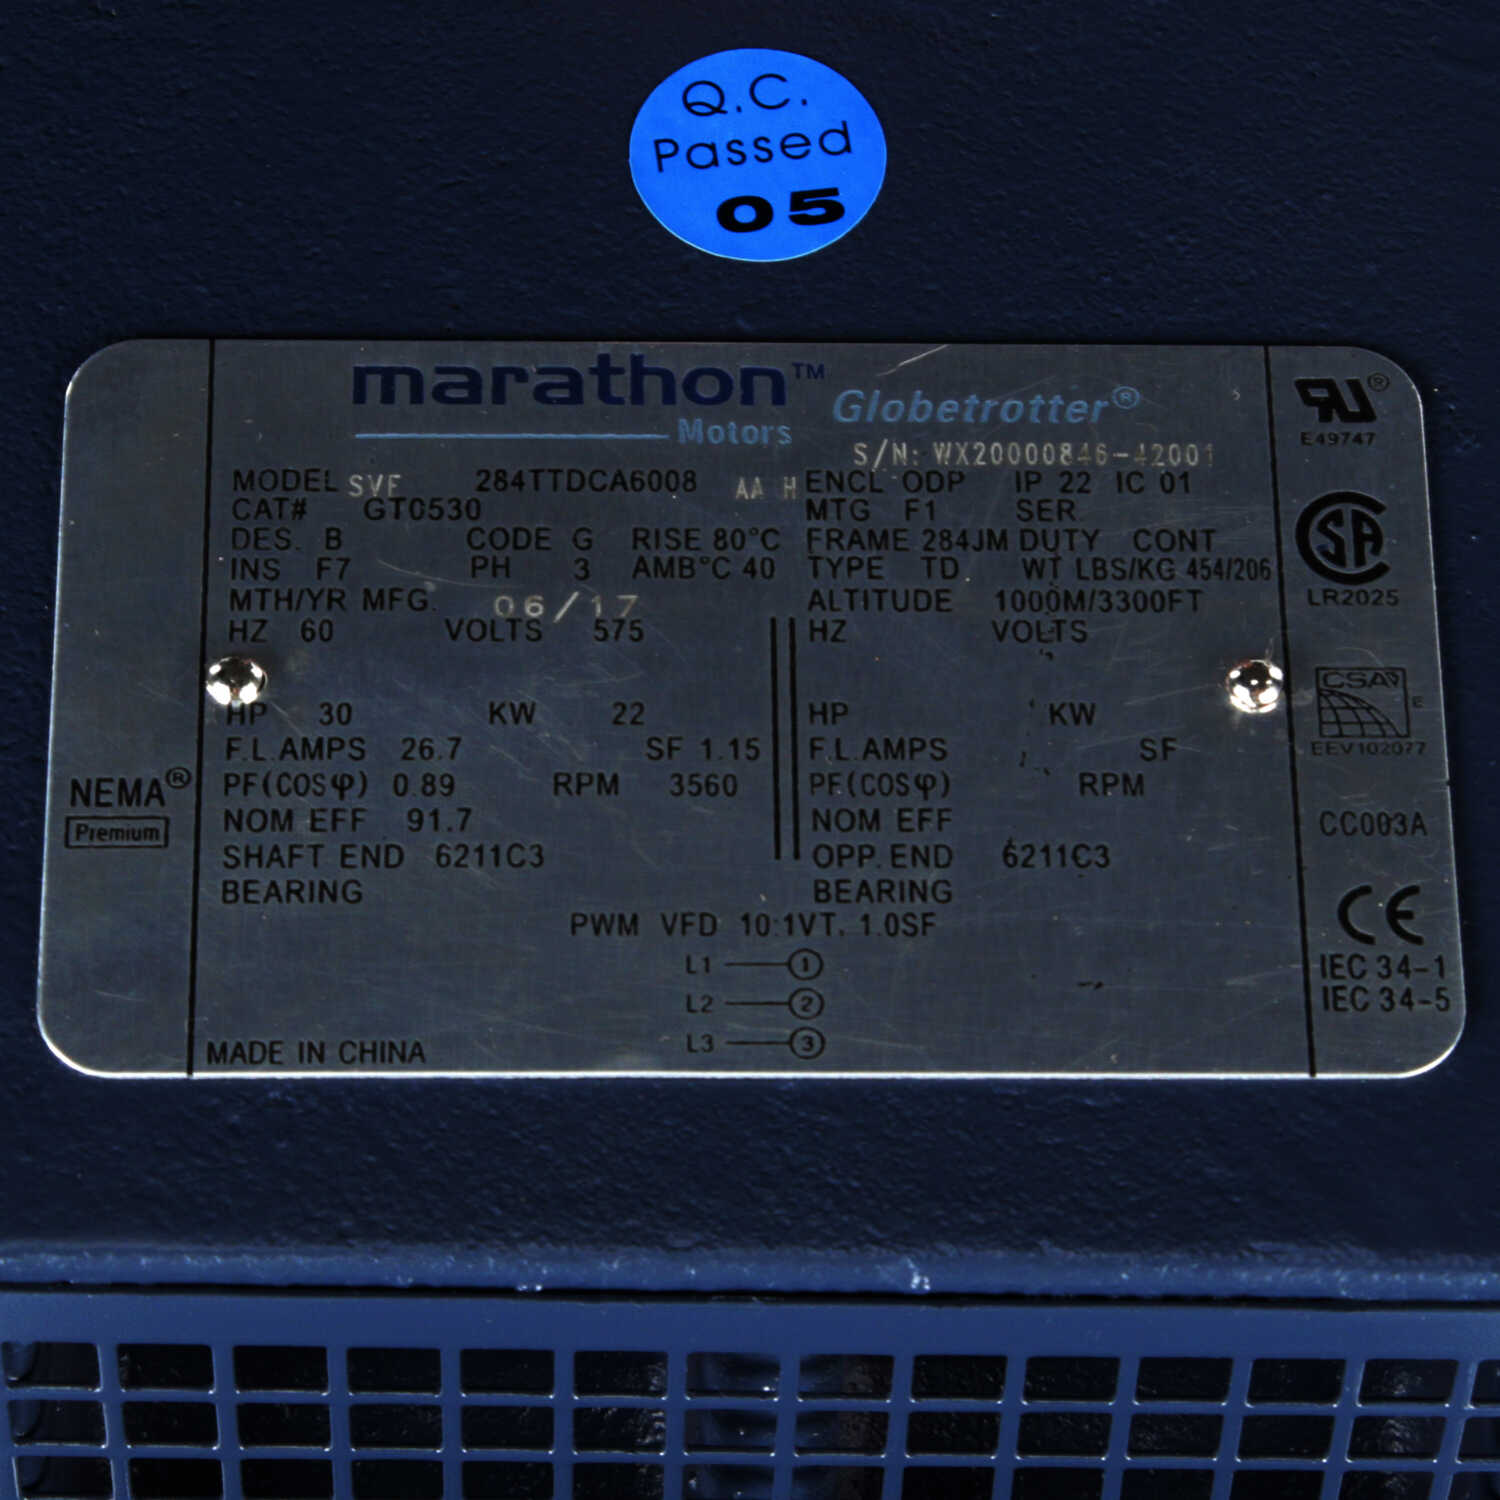 Q.C.
Passed
05
marathon™
Motors
Globetrotter®
S/N: WX20000846-42001
MODEL SVF 284TTDCA6008 AA H ENCL ODP IP 22 IC 01
CAT# GT0530 MTG F1 SER.
DES. B CODE G RISE 80°C FRAME 284JM DUTY CONT
INS F7 PH 3 AMB°C 40 TYPE TD WT LBS/KG 454/206
MTH/YR MFG. 06/17 ALTITUDE 1000M/3300FT
HZ 60 VOLTS 575 HZ VOLTS
HP 30 KW 22 HP KW
F.L.AMPS 26.7 SF 1.15 F.L.AMPS SF
PF(COSφ) 0.89 RPM 3560 PF(COSφ) RPM
NOM EFF 91.7 NOM EFF
SHAFT END 6211C3 OPP. END 6211C3
BEARING BEARING
PWM VFD 10:1VT, 1.0SF
L1 1
L2 2
L3 3
MADE IN CHINA
NEMA®
Premium
RU®
E49747
CSA
LR2025
CSA
E
EEV102077
CC003A
CE
IEC 34-1
IEC 34-5